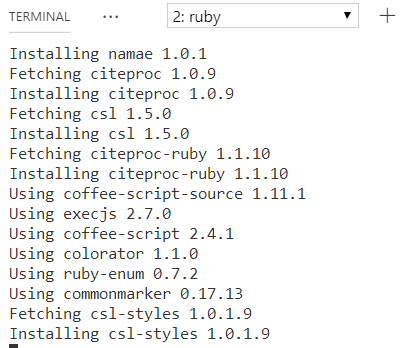 TERMINAL ... 2: ruby
Installing namae 1.0.1
Fetching citeproc 1.0.9
Installing citeproc 1.0.9
Fetching csl 1.5.0
Installing csl 1.5.0
Fetching citeproc-ruby 1.1.10
Installing citeproc-ruby 1.1.10
Using coffee-script-source 1.11.1
Using execjs 2.7.0
Using coffee-script 2.4.1
Using colorator 1.1.0
Using ruby-enum 0.7.2
Using commonmarker 0.17.13
Fetching csl-styles 1.0.1.9
Installing csl-styles 1.0.1.9